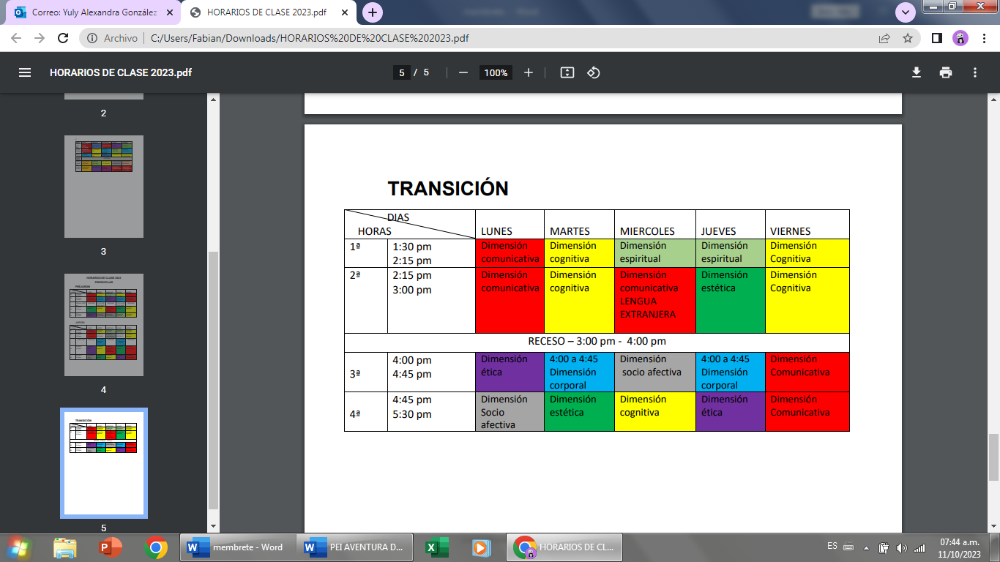 Correo: Yuly Alexandra González
HORARIOS DE CLASE 2023.pdf
Archivo
C:/Users/Fabian/Downloads/HORARIOS%20DE%20CLASE%202023.pdf
HORARIOS DE CLASE 2023.pdf
5 / 5
100%
2
3
4
5
TRANSICIÓN
DIAS
HORAS
LUNES MARTES MIERCOLES JUEVES VIERNES
1ª 1:30 pm Dimensión Dimensión Dimensión Dimensión Dimensión
2:15 pm comunicativa cognitiva espiritual espiritual Cognitiva
2ª 2:15 pm Dimensión Dimensión Dimensión Dimensión Dimensión
3:00 pm comunicativa cognitiva comunicativa estética Cognitiva
LENGUA
EXTRANJERA
RECESO – 3:00 pm - 4:00 pm
4:00 pm Dimensión 4:00 a 4:45 Dimensión 4:00 a 4:45 Dimensión
3ª 4:45 pm ética Dimensión socio afectiva Dimensión Comunicativa
corporal corporal
4:45 pm Dimensión Dimensión Dimensión Dimensión Dimensión
4ª 5:30 pm Socio estética cognitiva ética Comunicativa
afectiva
membrete - Word
PEI AVENTURA D...
HORARIOS DE CL...
ES
07:44 a.m.
11/10/2023